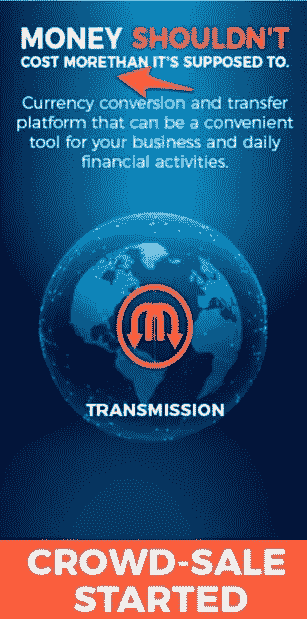 MONEY SHOULDN'T
COST MORETHAN IT'S SUPPOSED TO.
Currency conversion and transfer
platform that can be a convenient
tool for your business and daily
financial activities.
TRANSMISSION
CROWD-SALE
STARTED